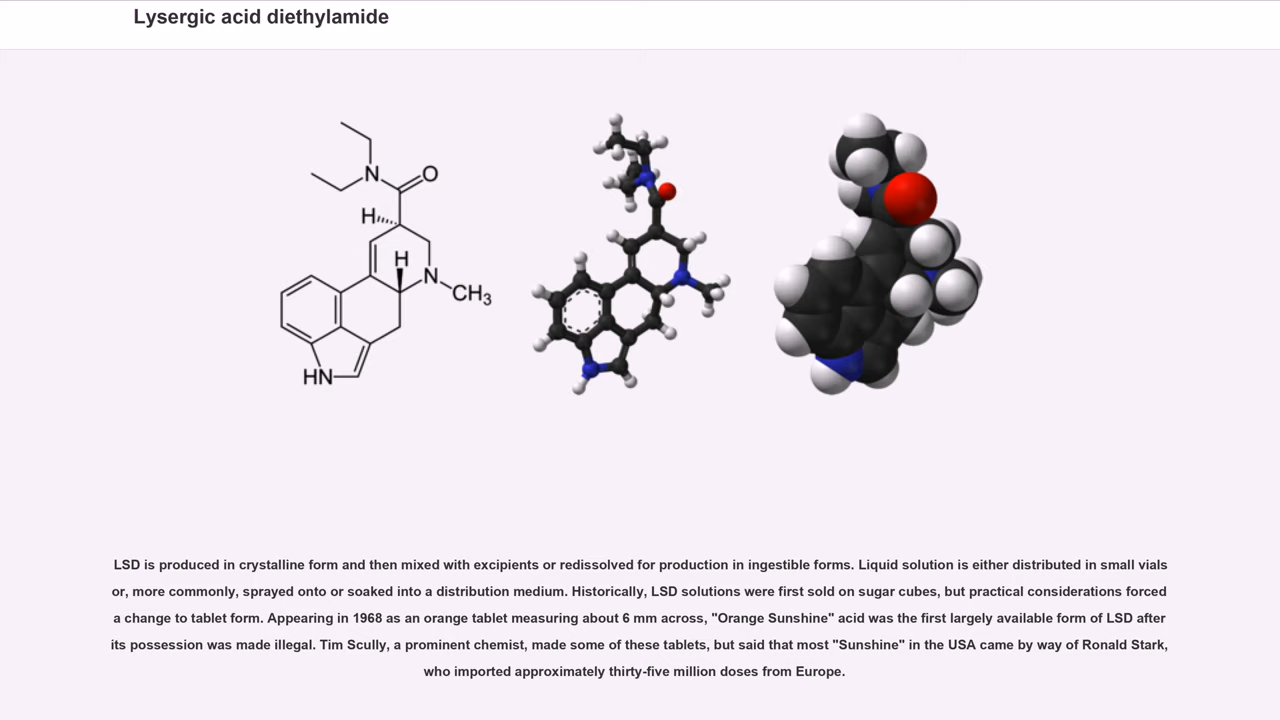 Lysergic acid diethylamide
N
O
H
H
N
CH3
HN
LSD is produced in crystalline form and then mixed with excipients or redissolved for production in ingestible forms. Liquid solution is either distributed in small vials
or, more commonly, sprayed onto or soaked into a distribution medium. Historically, LSD solutions were first sold on sugar cubes, but practical considerations forced
a change to tablet form. Appearing in 1968 as an orange tablet measuring about 6 mm across, "Orange Sunshine" acid was the first largely available form of LSD after
its possession was made illegal. Tim Scully, a prominent chemist, made some of these tablets, but said that most "Sunshine" in the USA came by way of Ronald Stark,
who imported approximately thirty-five million doses from Europe.